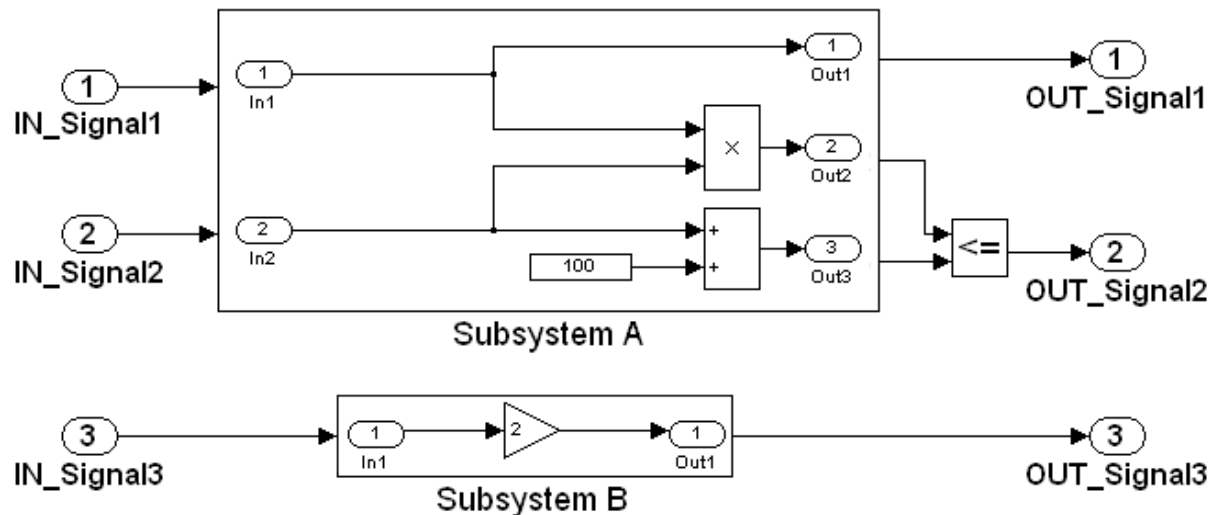 1
IN_Signal1
1
In1
1
Out1
1
OUT_Signal1
×
2
Out2
2
IN_Signal2
2
In2
+
+
100
3
Out3
<=
2
OUT_Signal2
Subsystem A
3
IN_Signal3
1
In1
2
1
Out1
3
OUT_Signal3
Subsystem B